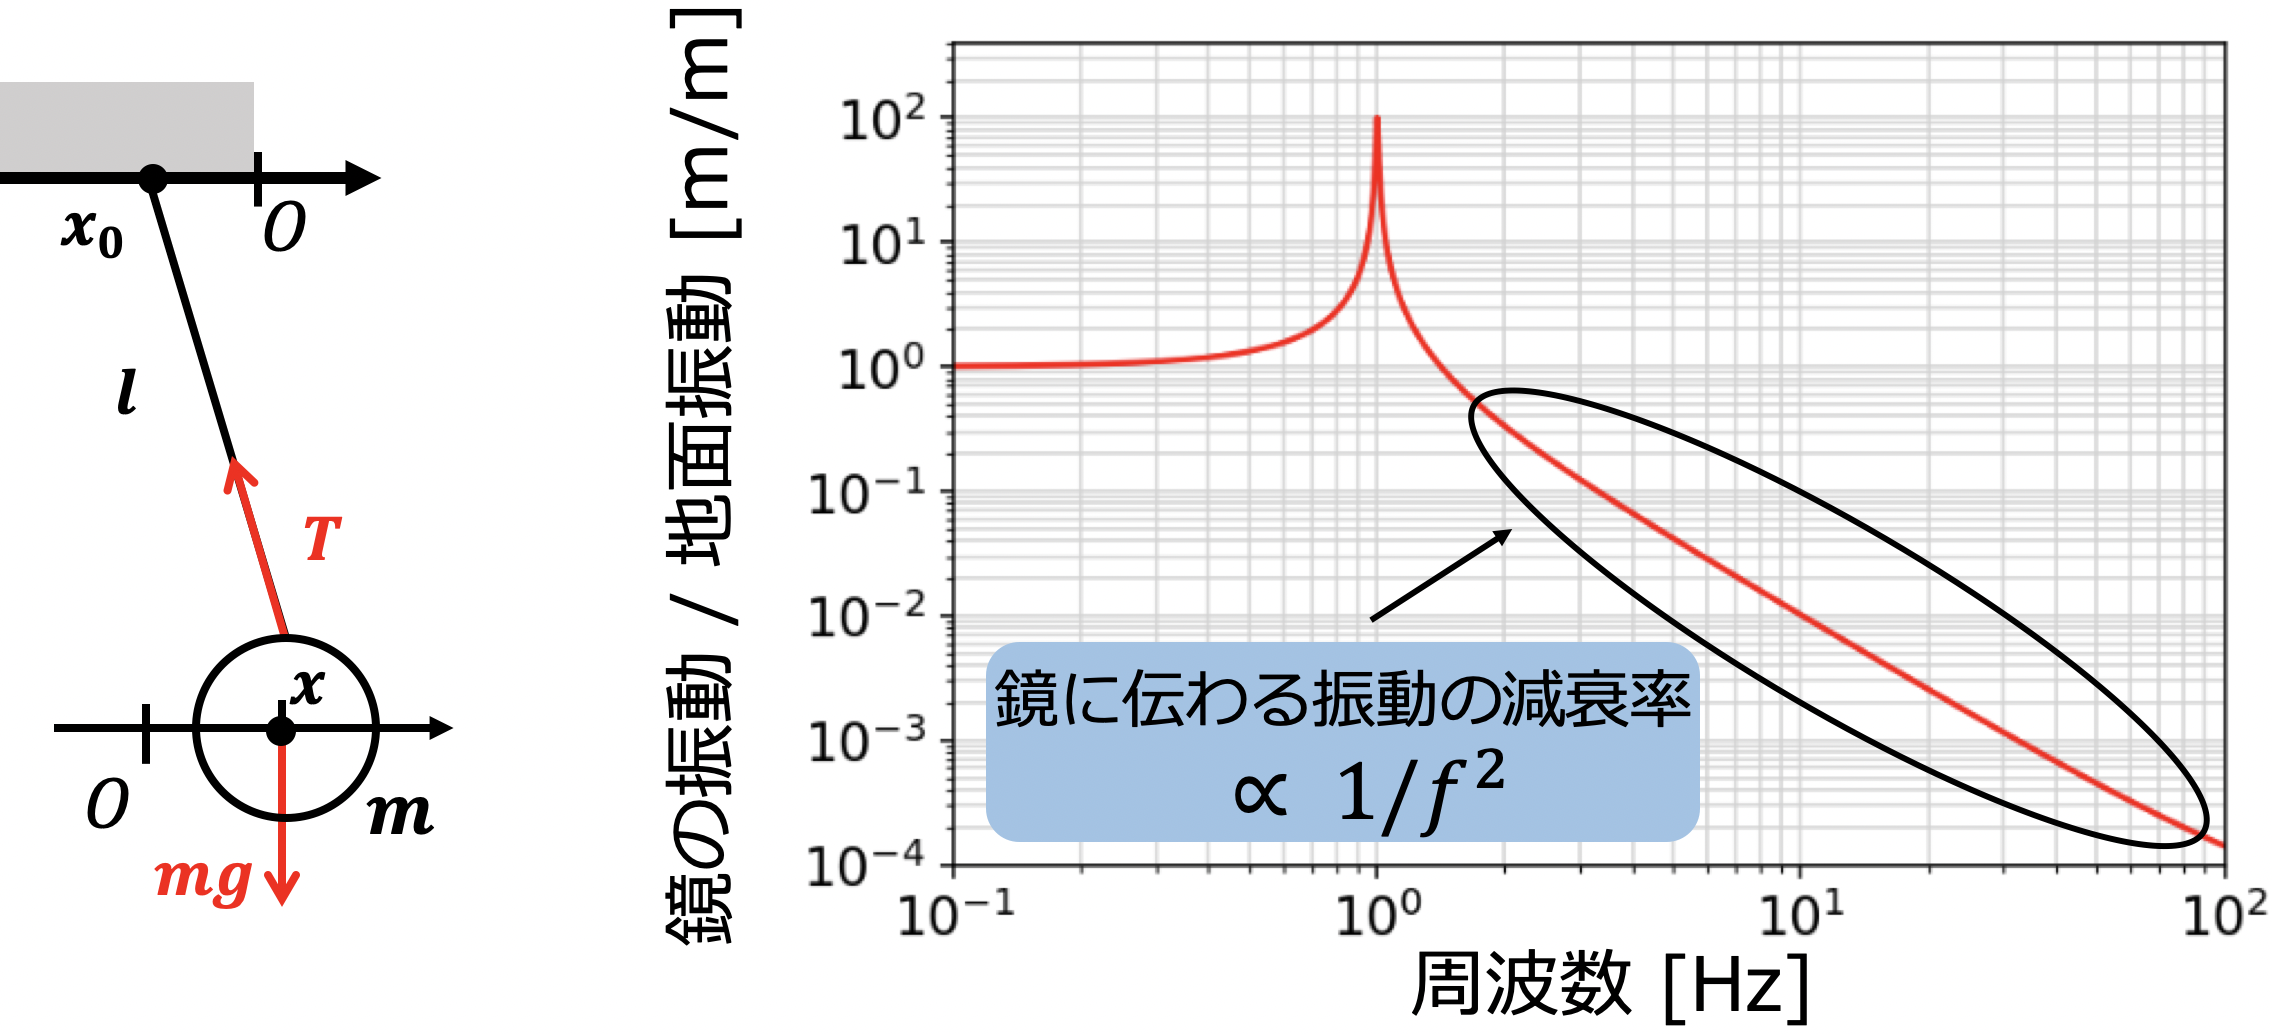 x₀
O
l
T
x
O
m
mg
鏡の振動 / 地面振動 [m/m]
10²
10¹
10⁰
10⁻¹
10⁻²
10⁻³
10⁻⁴
鏡に伝わる振動の減衰率
∝ 1/f²
10⁻¹ 10⁰ 10¹ 10²
周波数 [Hz]